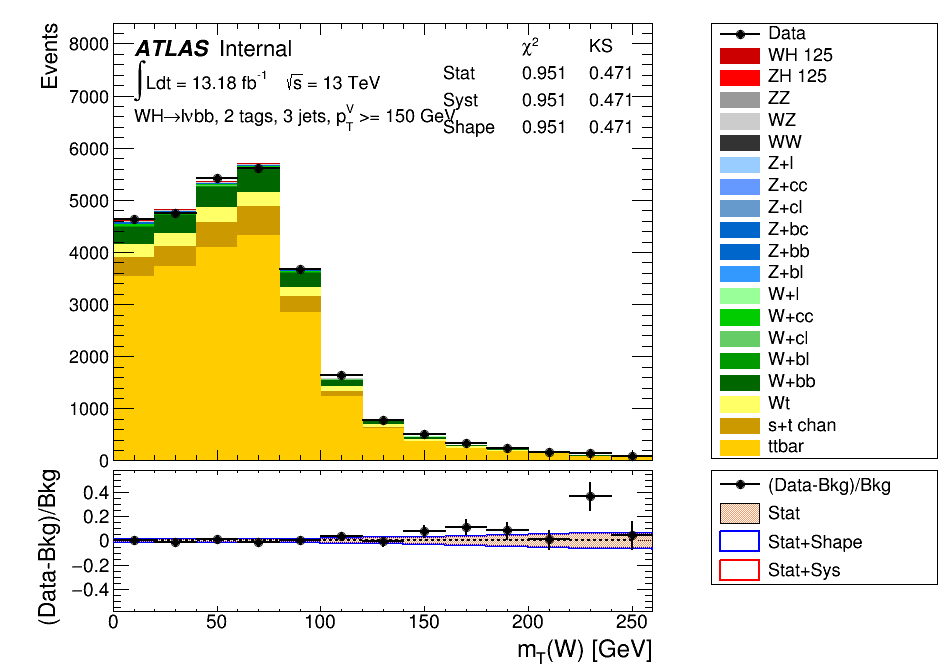 Events
8000
7000
6000
5000
4000
3000
2000
1000
0
ATLAS Internal
∫Ldt = 13.18 fb⁻¹ √s = 13 TeV
WH→lνbb, 2 tags, 3 jets, p_T^V >= 150 GeV
χ² KS
Stat 0.951 0.471
Syst 0.951 0.471
Shape 0.951 0.471
Data
WH 125
ZH 125
ZZ
WZ
WW
Z+l
Z+cc
Z+cl
Z+bc
Z+bb
Z+bl
W+l
W+cc
W+cl
W+bl
W+bb
Wt
s+t chan
ttbar
(Data-Bkg)/Bkg
0.4
0.2
0
−0.2
−0.4
0 50 100 150 200 250
m_T(W) [GeV]
(Data-Bkg)/Bkg
Stat
Stat+Shape
Stat+Sys